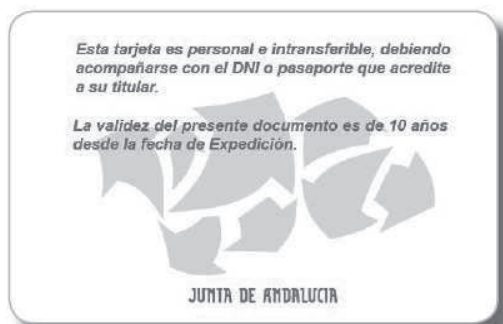 Esta tarjeta es personal e intransferible, debiendo
acompañarse con el DNI o pasaporte que acredite
a su titular.
La validez del presente documento es de 10 años
desde la fecha de Expedición.
JUNTA DE ANDALUCIA